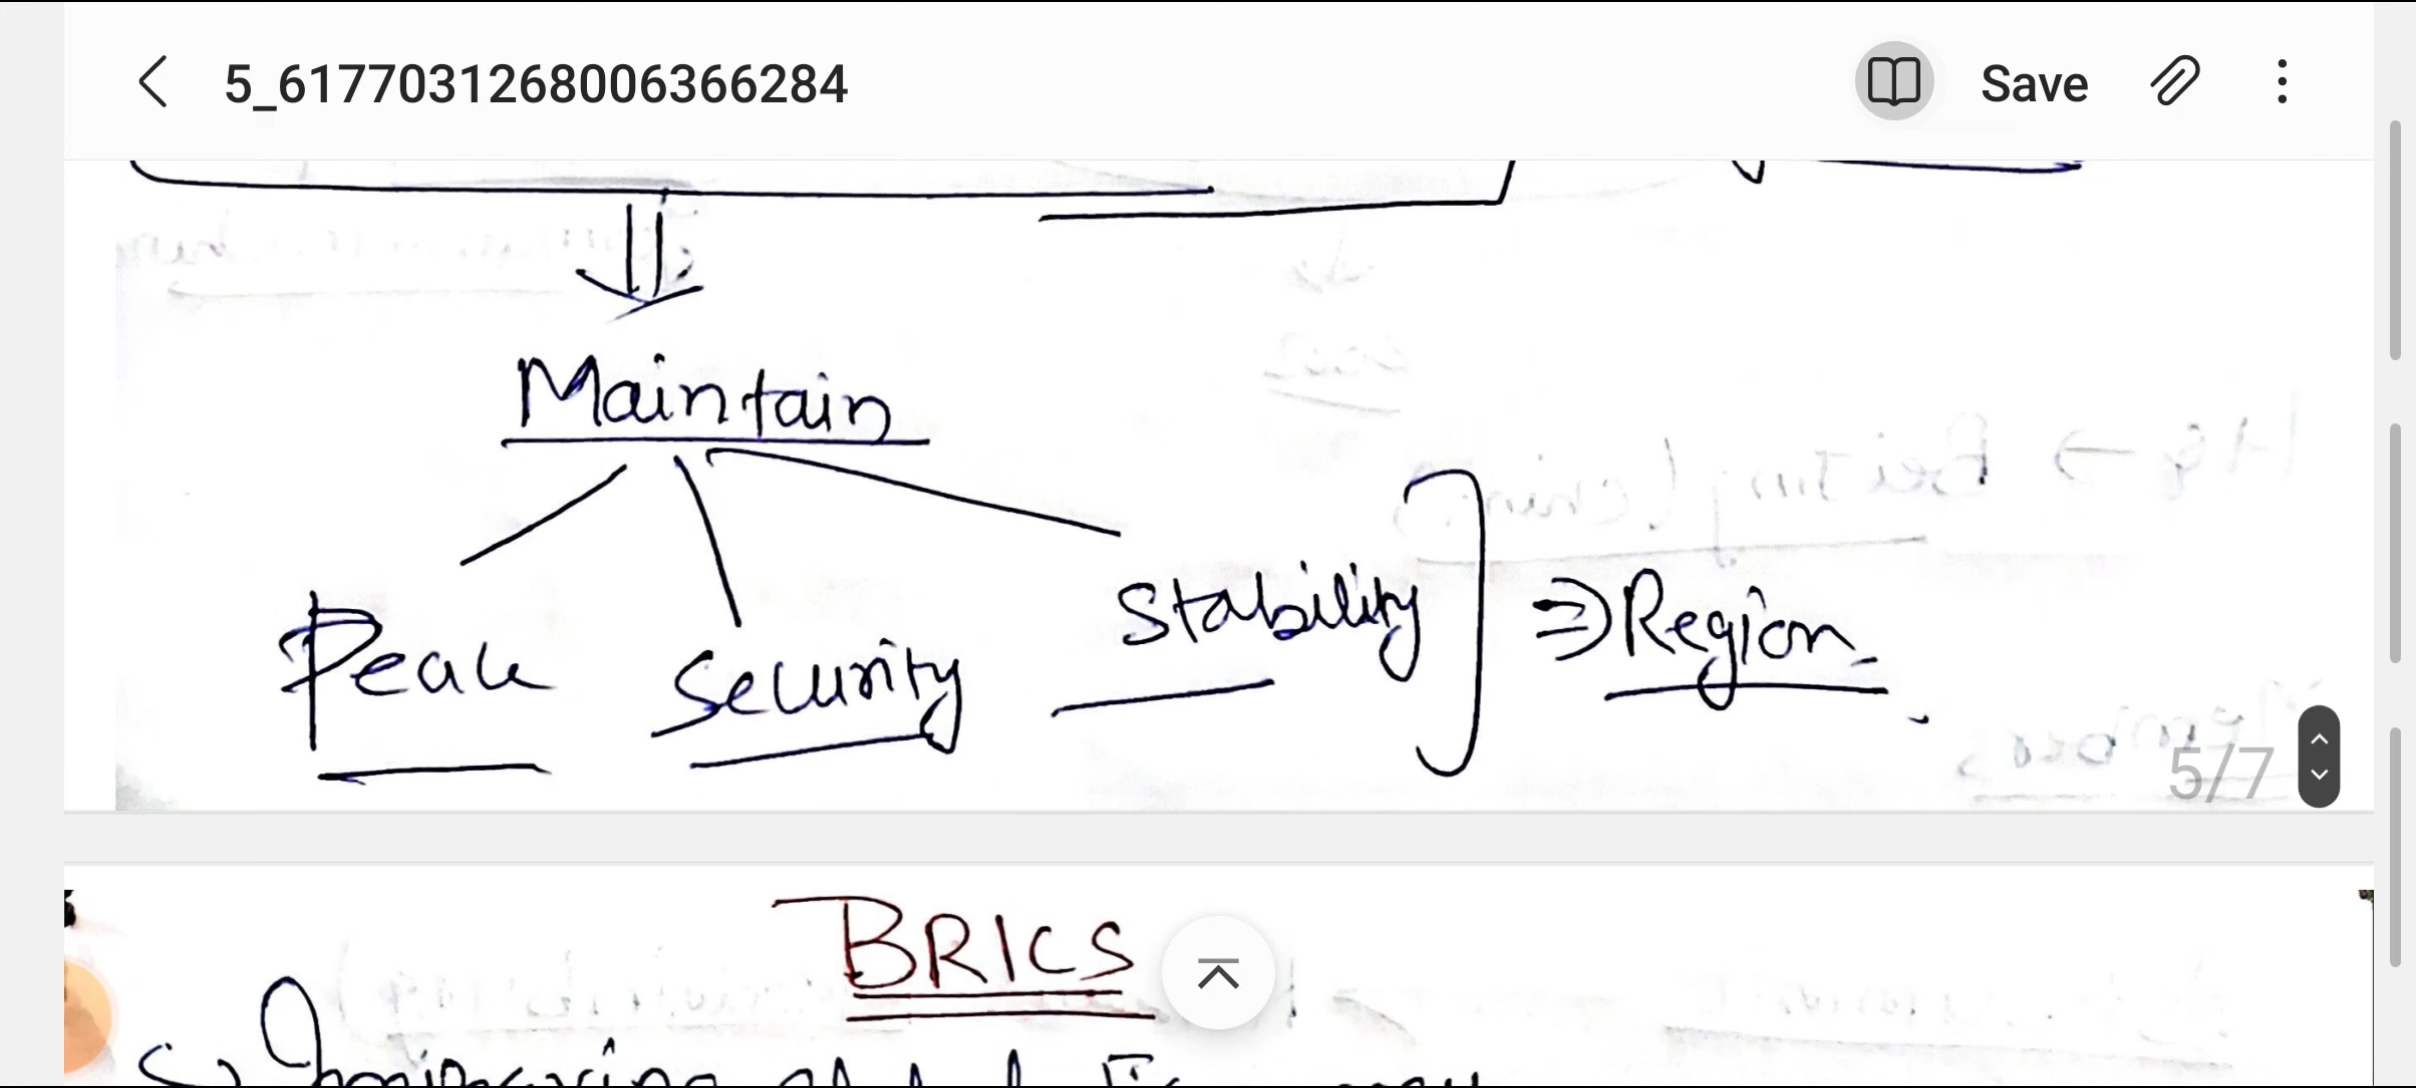 5_6177031268006366284
Save
Maintain
Peace Security Stability ⇒ Region
5/7
BRICS